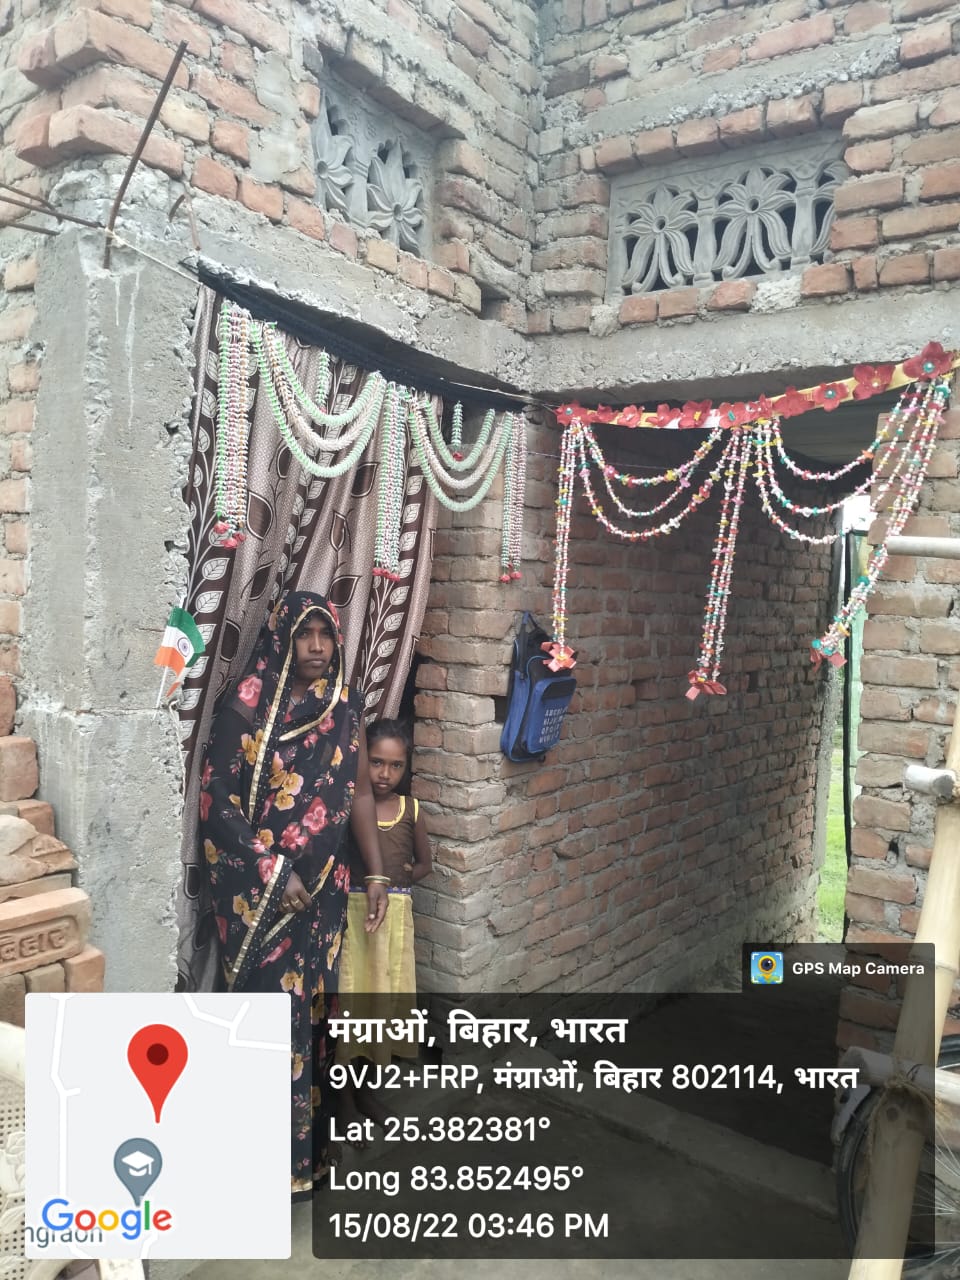 GPS Map Camera
मंग्राओं, बिहार, भारत
9VJ2+FRP, मंग्राओं, बिहार 802114, भारत
Lat 25.382381°
Long 83.852495°
15/08/22 03:46 PM
Google